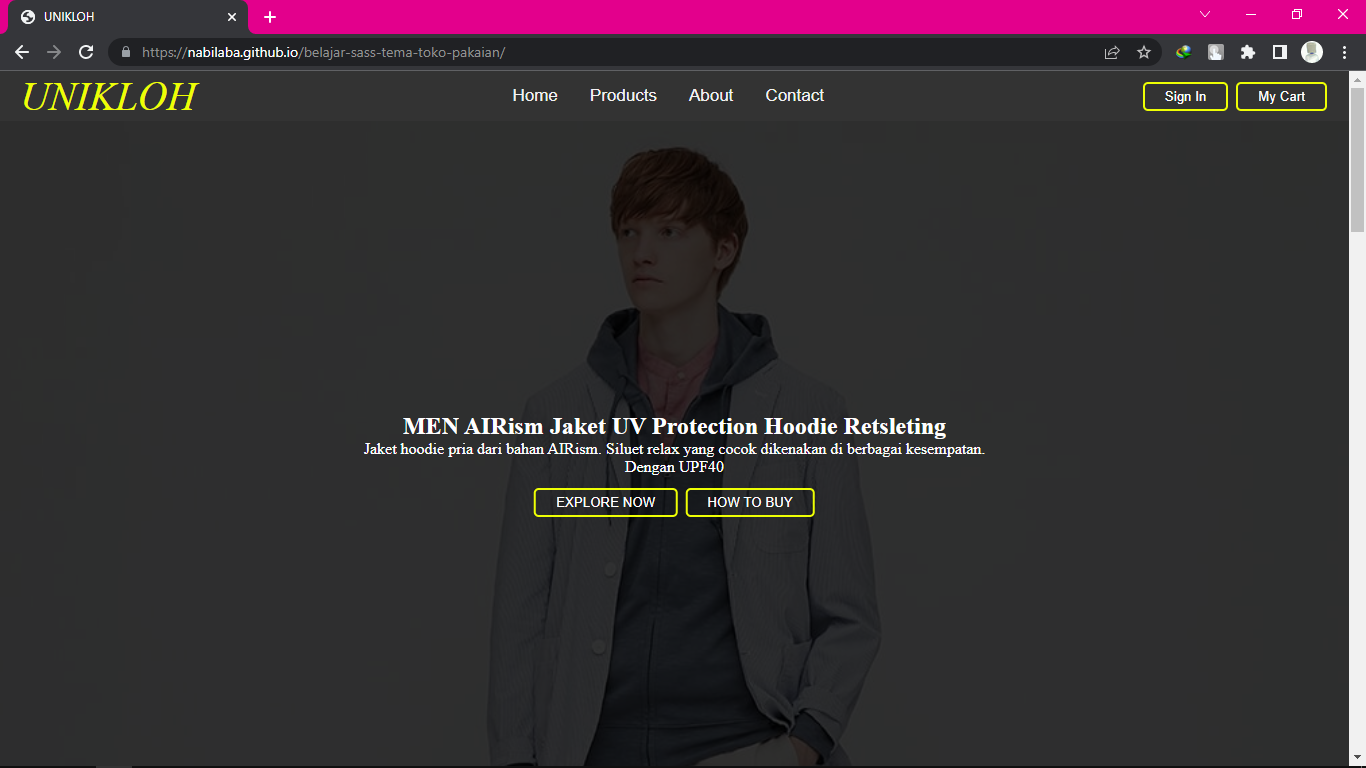 UNIKLOH
https://nabilaba.github.io/belajar-sass-tema-toko-pakaian/
UNIKLOH
Home Products About Contact
Sign In My Cart
MEN AIRism Jaket UV Protection Hoodie Retsleting
Jaket hoodie pria dari bahan AIRism. Siluet relax yang cocok dikenakan di berbagai kesempatan.
Dengan UPF40
EXPLORE NOW HOW TO BUY